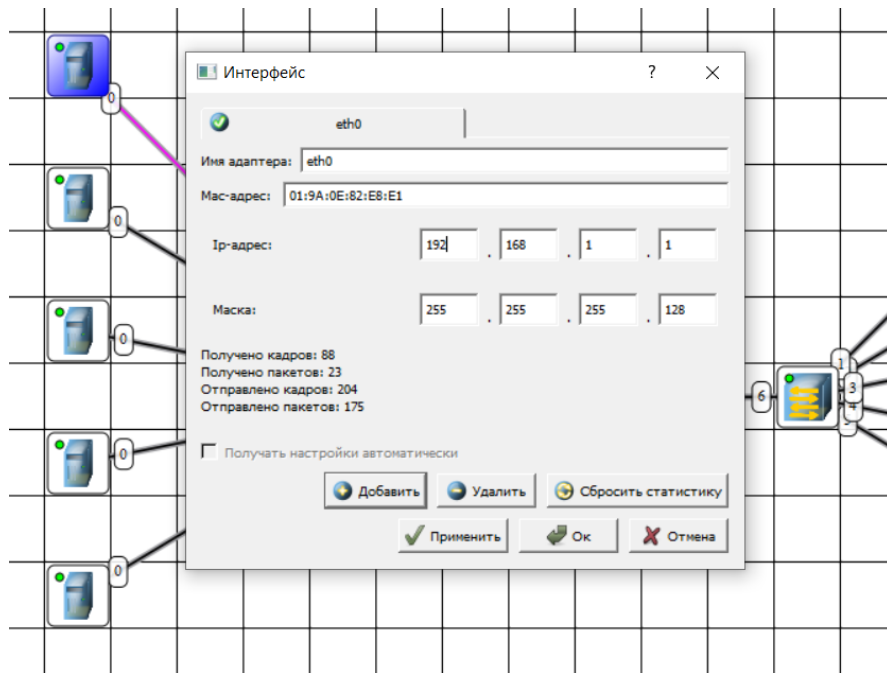 Интерфейс ?
eth0
Имя адаптера: eth0
Mac-адрес: 01:9A:0E:82:E8:E1
Ip-адрес: 192 . 168 . 1 . 1
Маска: 255 . 255 . 255 . 128
Получено кадров: 88
Получено пакетов: 23
Отправлено кадров: 204
Отправлено пакетов: 175
Получать настройки автоматически
Добавить Удалить Сбросить статистику
Применить Ок Отмена
0
0
0
0
0
6
1
3
4